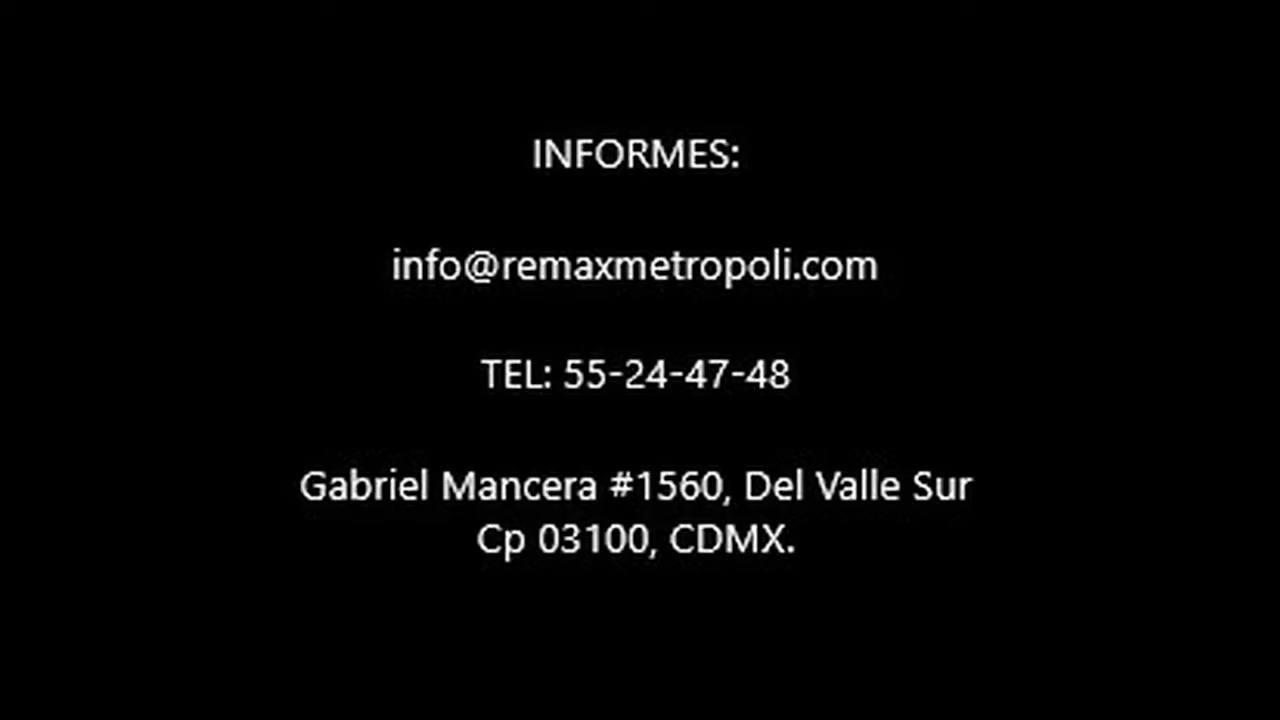 INFORMES:
info@remaxmetropoli.com
TEL: 55-24-47-48
Gabriel Mancera #1560, Del Valle Sur
Cp 03100, CDMX.